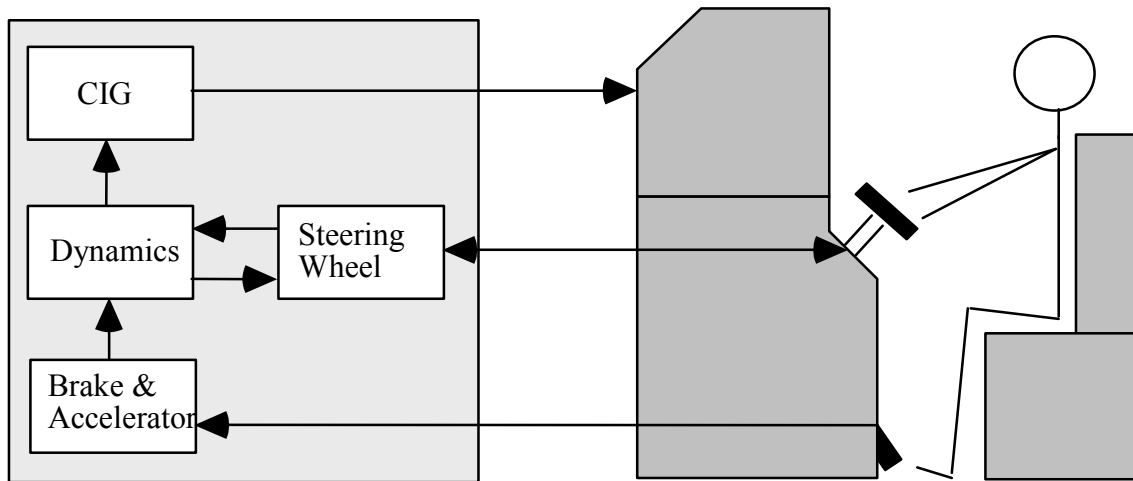 CIG
Dynamics
Steering
Wheel
Brake &
Accelerator